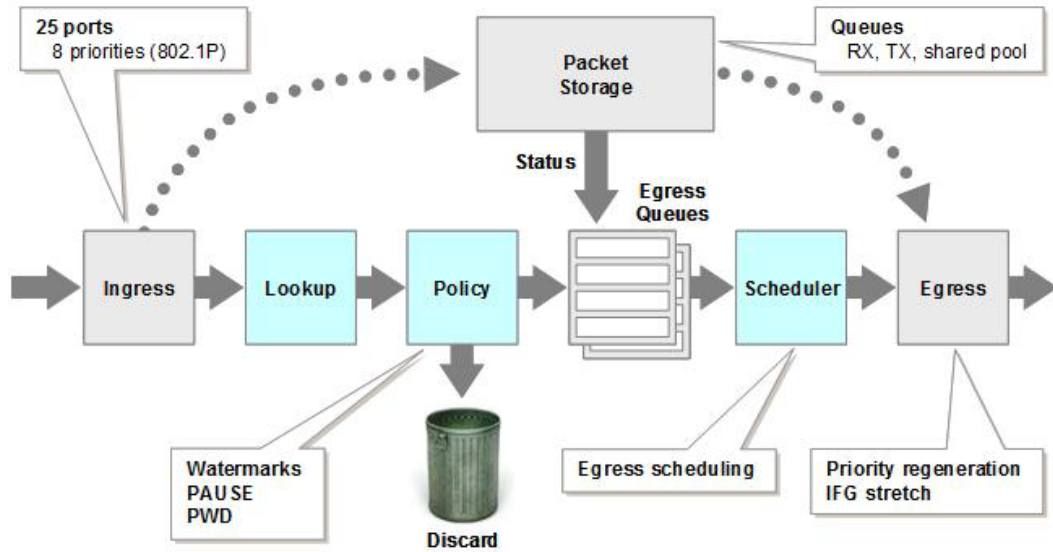 25 ports
8 priorities (802.1P)
Packet
Storage
Queues
RX, TX, shared pool
Status
Egress
Queues
Ingress
Lookup
Policy
Scheduler
Egress
Watermarks
PAUSE
PWD
Discard
Egress scheduling
Priority regeneration
IFG stretch